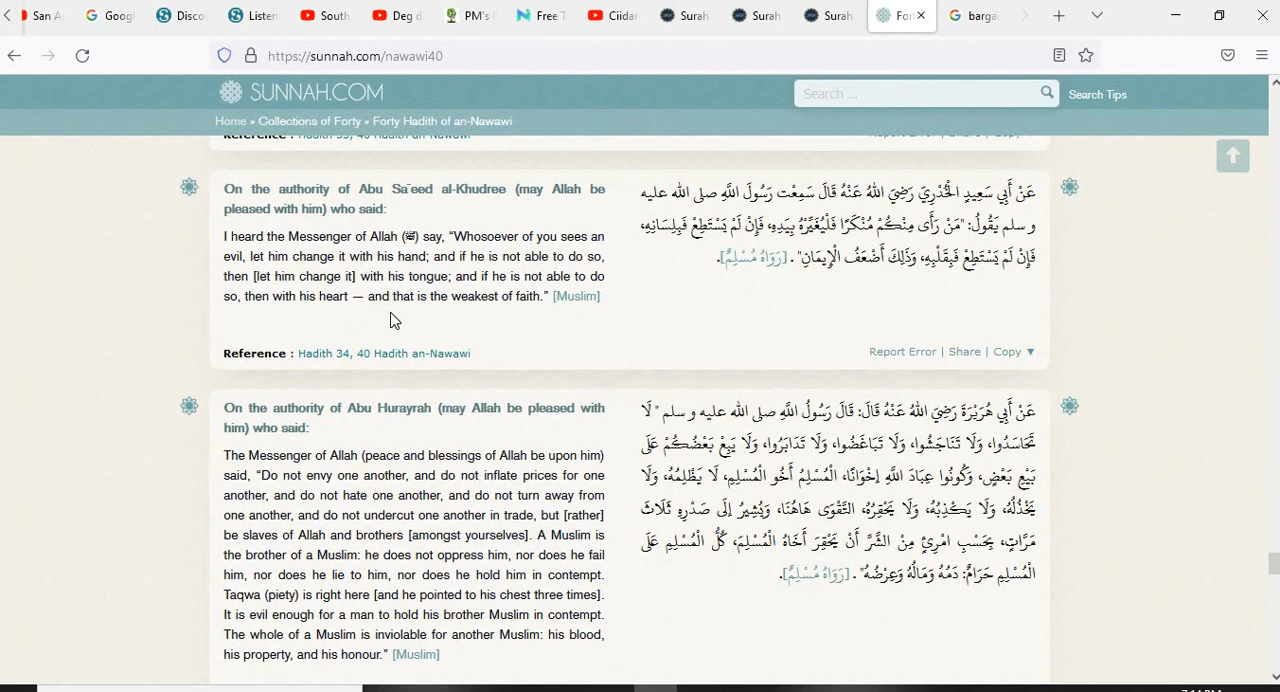 San A
Googl
Disco
Listen
South
Deg d
PM's
Free T
Ciidar
Surah
Surah
Surah
For
barga
https://sunnah.com/nawawi40
SUNNAH.COM
Search ...
Search Tips
Home » Collections of Forty » Forty Hadith of an-Nawawi
On the authority of Abu Sa`eed al-Khudree (may Allah be
pleased with him) who said:
I heard the Messenger of Allah (ﷺ) say, “Whosoever of you sees an
evil, let him change it with his hand; and if he is not able to do so,
then [let him change it] with his tongue; and if he is not able to do
so, then with his heart — and that is the weakest of faith.” [Muslim]
عَنْ أَبِي سَعِيدٍ الْخُدْرِيّ رَضِيَ اللهُ عَنْهُ قَالَ سَمِعْت رَسُولَ اللَّهِ صلى الله عليه
و سلم يَقُولُ: "مَنْ رَأَى مِنْكُمْ مُنْكَرًا فَلْيُغَيِّرْهُ بِيَدِهِ، فَإِنْ لَمْ يَسْتَطِعْ فَبِلِسَانِهِ،
فَإِنْ لَمْ يَسْتَطِعْ فَبِقَلْبِهِ، وَذَلِكَ أَضْعَفُ الْإِيمَانِ" . [رَوَاهُ مُسْلِمٌ].
Reference : Hadith 34, 40 Hadith an-Nawawi
Report Error | Share | Copy ▼
On the authority of Abu Hurayrah (may Allah be pleased with
him) who said:
The Messenger of Allah (peace and blessings of Allah be upon him)
said, “Do not envy one another, and do not inflate prices for one
another, and do not hate one another, and do not turn away from
one another, and do not undercut one another in trade, but [rather]
be slaves of Allah and brothers [amongst yourselves]. A Muslim is
the brother of a Muslim: he does not oppress him, nor does he fail
him, nor does he lie to him, nor does he hold him in contempt.
Taqwa (piety) is right here [and he pointed to his chest three times].
It is evil enough for a man to hold his brother Muslim in contempt.
The whole of a Muslim is inviolable for another Muslim: his blood,
his property, and his honour.” [Muslim]
عَنْ أَبِي هُرَيْرَةَ رَضِيَ اللهُ عَنْهُ قَالَ: قَالَ رَسُولُ اللَّهِ صلى الله عليه و سلم " لَا
تَحَاسَدُوا، وَلَا تَنَاجَشُوا، وَلَا تَبَاغَضُوا، وَلَا تَدَابَرُوا، وَلَا يَبِعْ بَعْضُكُمْ عَلَى
بَيْعِ بَعْضٍ، وَكُونُوا عِبَادَ اللَّهِ إخْوَانًا، الْمُسْلِمُ أَخُو الْمُسْلِمِ، لَا يَظْلِمُهُ، وَلَا
يَخْذُلُهُ، وَلَا يَكْذِبُهُ، وَلَا يَحْقِرُهُ، التَّقْوَى هَاهُنَا، وَيُشِيرُ إلَى صَدْرِهِ ثَلَاثَ
مَرَّاتٍ، بِحَسْبِ امْرِئٍ مِنْ الشَّرِّ أَنْ يَحْقِرَ أَخَاهُ الْمُسْلِمَ، كُلُّ الْمُسْلِمِ عَلَى
الْمُسْلِمِ حَرَامٌ: دَمُهُ وَمَالُهُ وَعِرْضُهُ" . [رَوَاهُ مُسْلِمٌ].